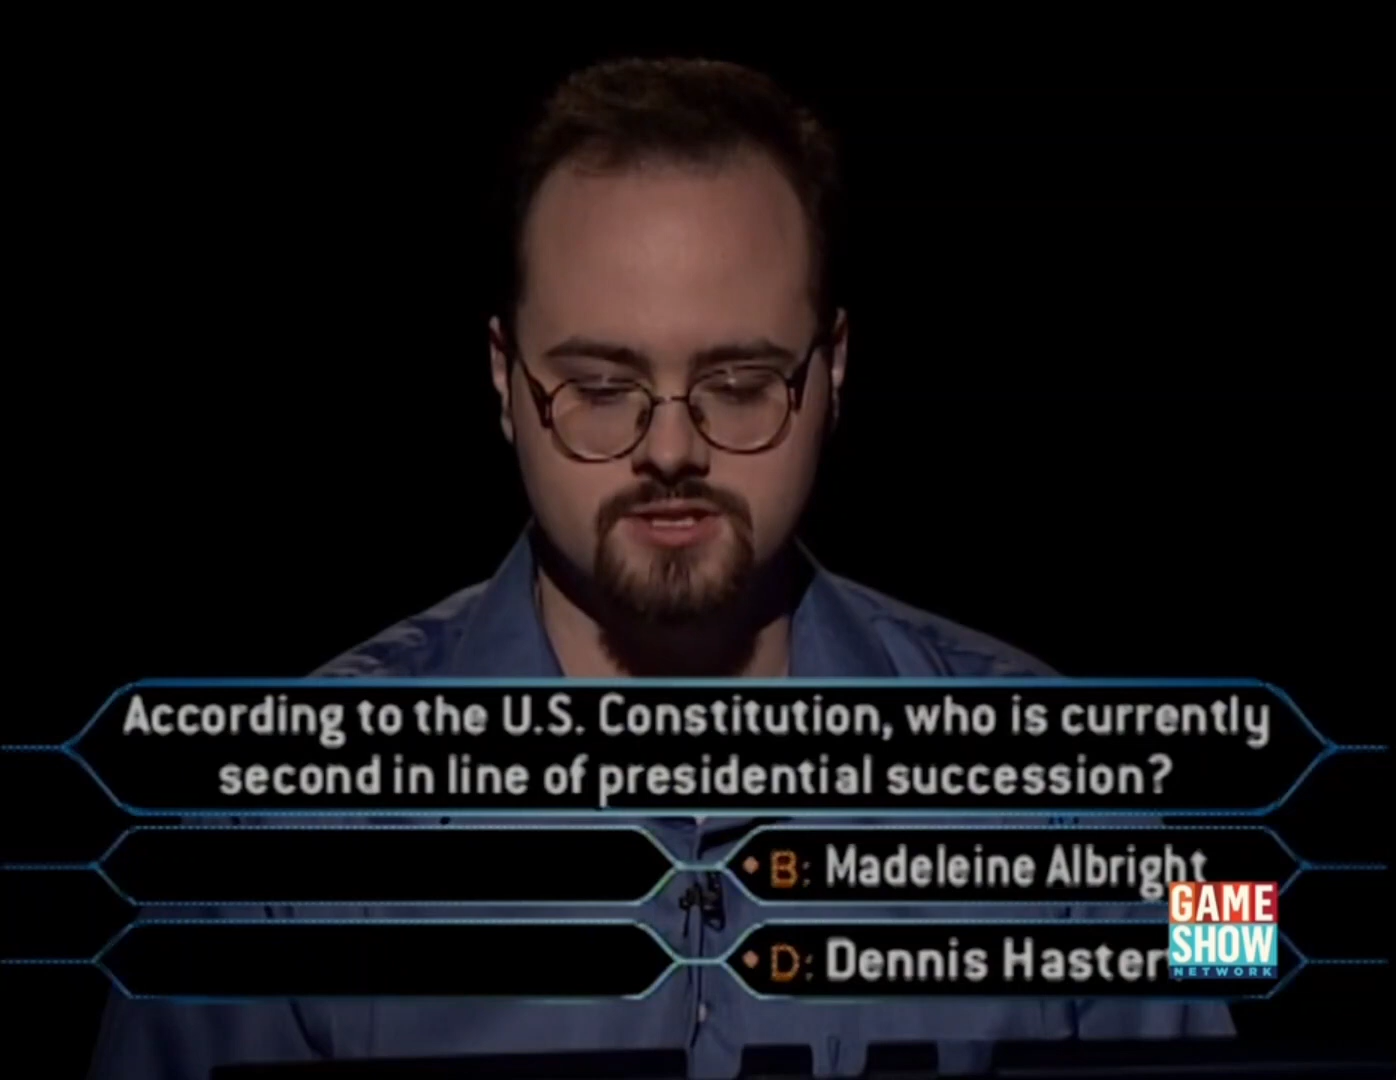 According to the U.S. Constitution, who is currently
second in line of presidential succession?
B: Madeleine Albright
D: Dennis Haster
GAME
SHOW
NETWORK